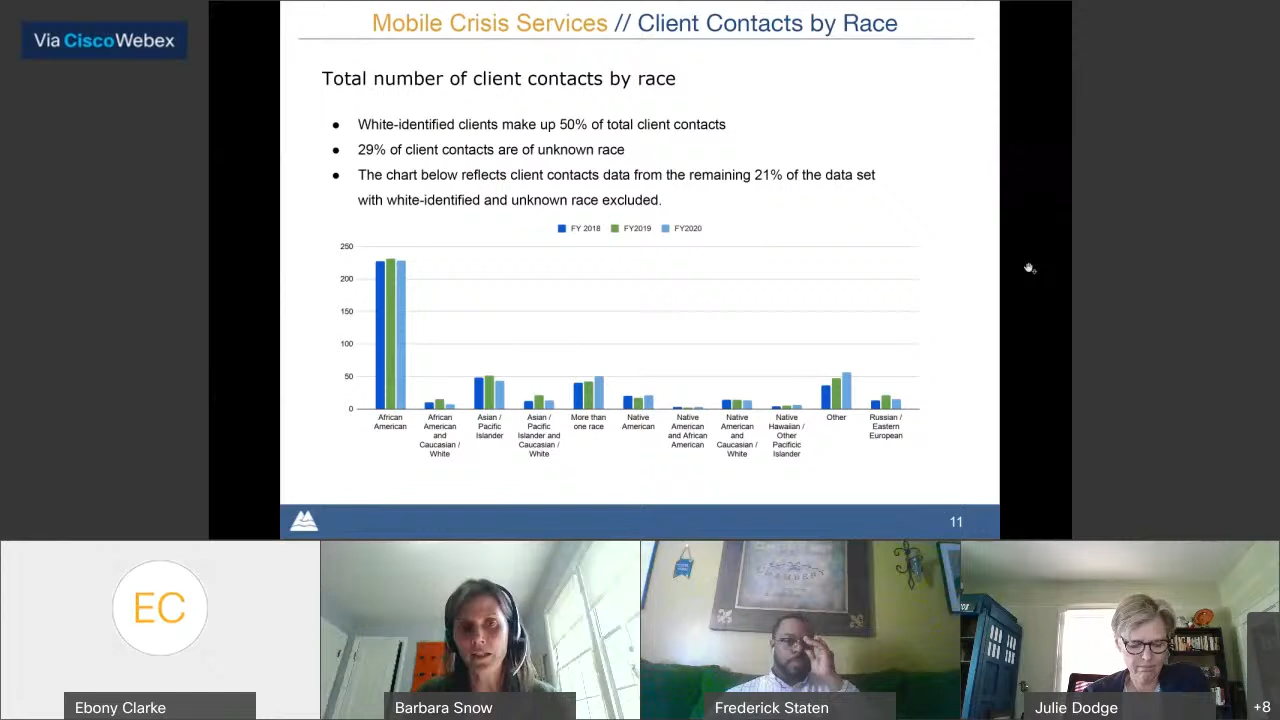 Via CiscoWebex
Mobile Crisis Services // Client Contacts by Race
Total number of client contacts by race
● White-identified clients make up 50% of total client contacts
● 29% of client contacts are of unknown race
● The chart below reflects client contacts data from the remaining 21% of the data set
with white-identified and unknown race excluded.
FY 2018 FY2019 FY2020
250
200
150
100
50
0
African
American
African
American
and
Caucasian /
White
Asian /
Pacific
Islander
Asian /
Pacific
Islander and
Caucasian /
White
More than
one race
Native
American
Native
American
and African
American
Native
American
and
Caucasian /
White
Native
Hawaiian /
Other
Pacificic
Islander
Other
Russian /
Eastern
European
11
EC
Ebony Clarke
Barbara Snow
Frederick Staten
Julie Dodge
+8